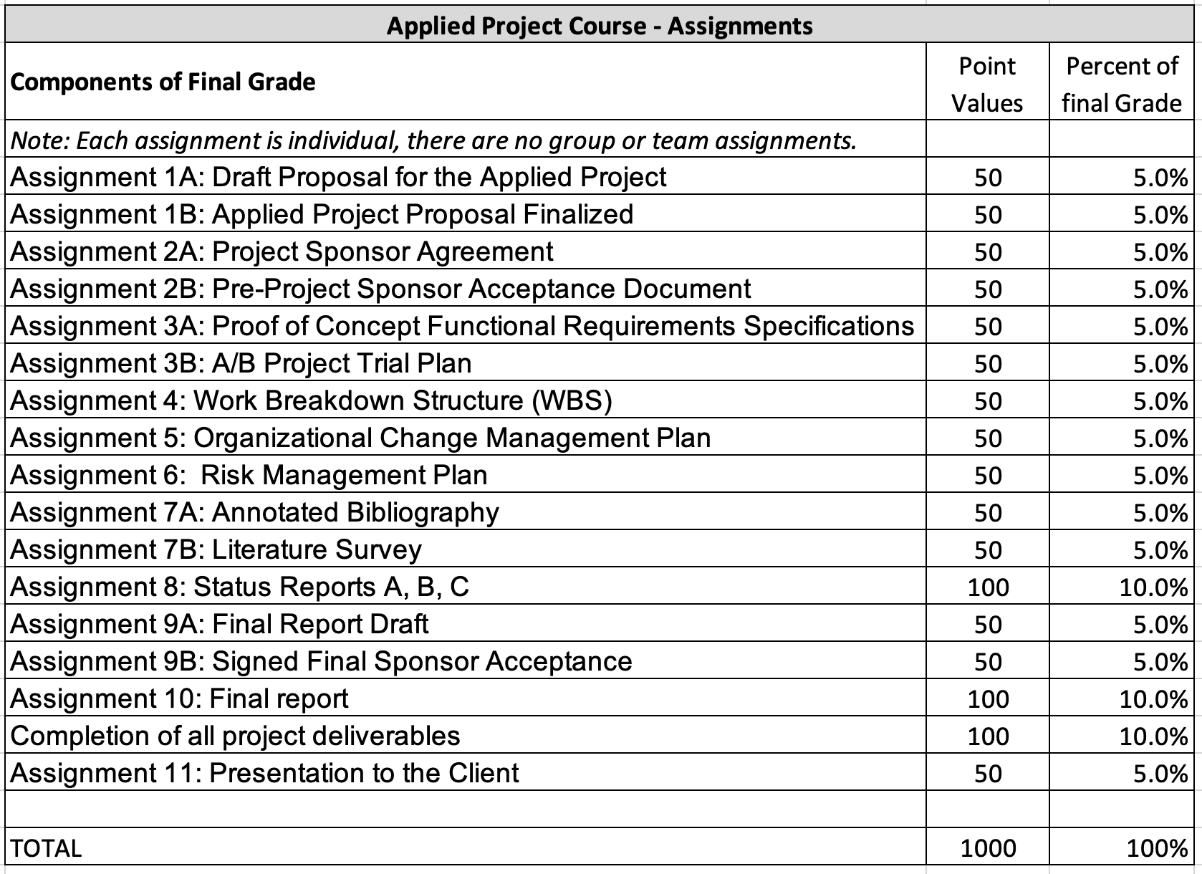 Applied Project Course - Assignments
Components of Final Grade Point Values Percent of final Grade
Note: Each assignment is individual, there are no group or team assignments.
Assignment 1A: Draft Proposal for the Applied Project 50 5.0%
Assignment 1B: Applied Project Proposal Finalized 50 5.0%
Assignment 2A: Project Sponsor Agreement 50 5.0%
Assignment 2B: Pre-Project Sponsor Acceptance Document 50 5.0%
Assignment 3A: Proof of Concept Functional Requirements Specifications 50 5.0%
Assignment 3B: A/B Project Trial Plan 50 5.0%
Assignment 4: Work Breakdown Structure (WBS) 50 5.0%
Assignment 5: Organizational Change Management Plan 50 5.0%
Assignment 6:  Risk Management Plan 50 5.0%
Assignment 7A: Annotated Bibliography 50 5.0%
Assignment 7B: Literature Survey 50 5.0%
Assignment 8: Status Reports A, B, C 100 10.0%
Assignment 9A: Final Report Draft 50 5.0%
Assignment 9B: Signed Final Sponsor Acceptance 50 5.0%
Assignment 10: Final report 100 10.0%
Completion of all project deliverables 100 10.0%
Assignment 11: Presentation to the Client 50 5.0%
TOTAL 1000 100%